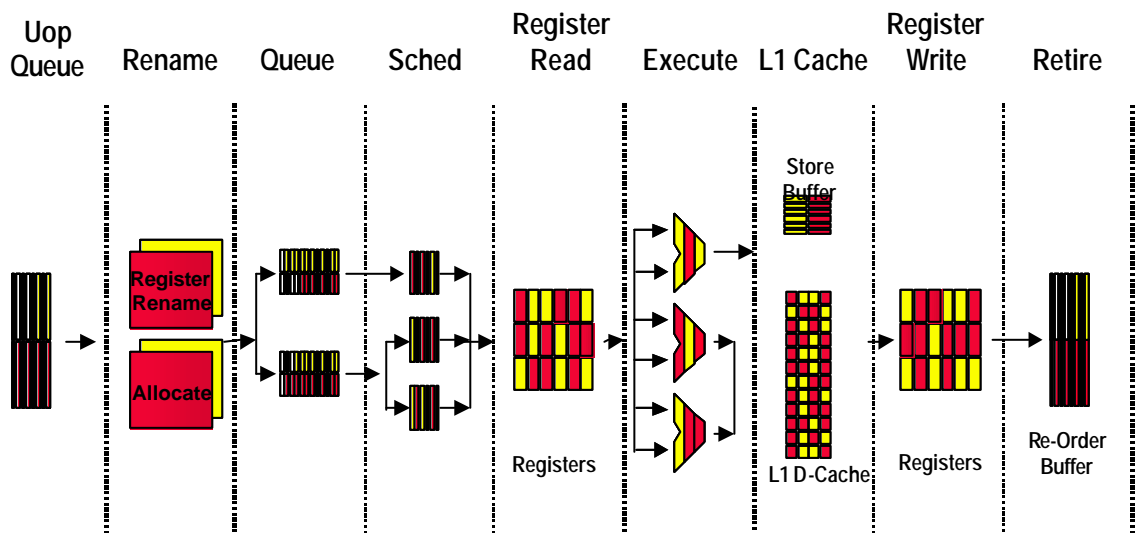 Uop
Queue
Rename
Queue
Sched
Register
Read
Execute
L1 Cache
Register
Write
Retire
Store
Buffer
Register
Rename
Allocate
Registers
L1 D-Cache
Registers
Re-Order
Buffer